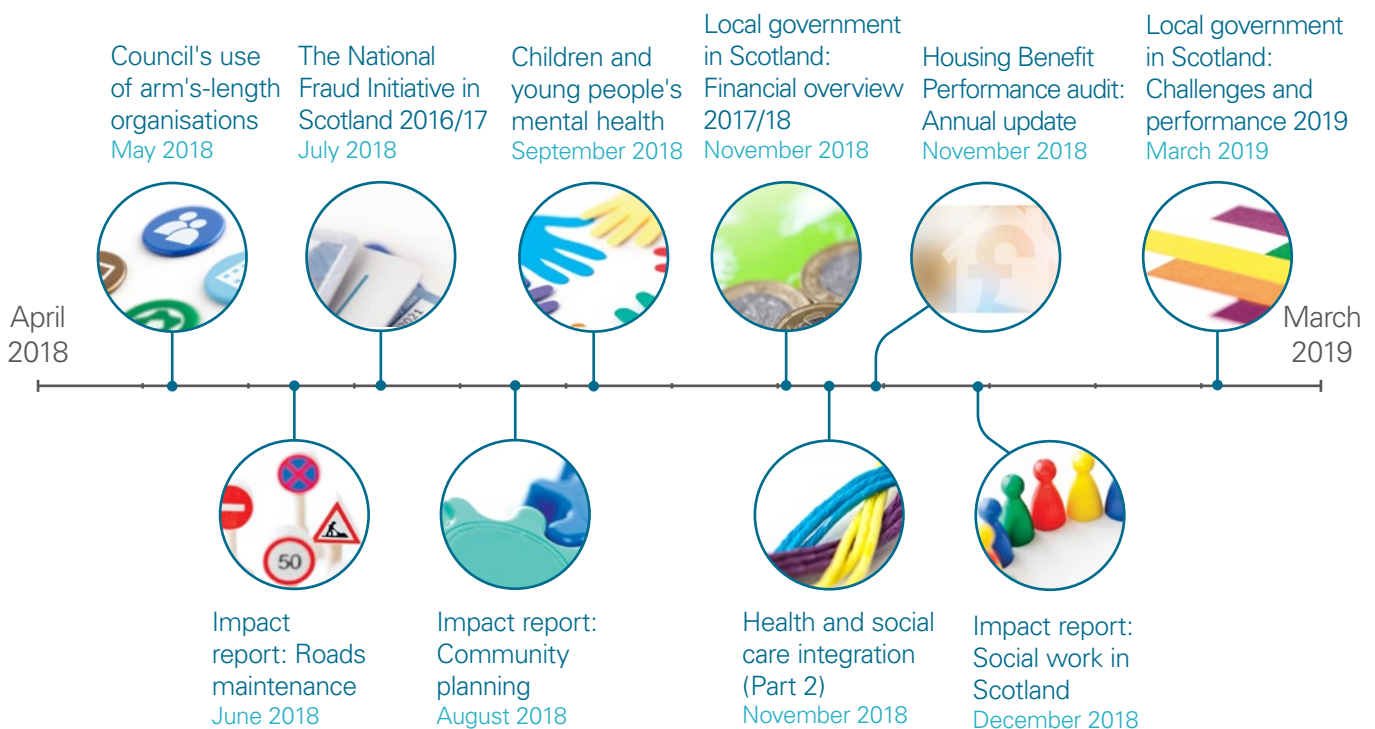 Council's use
of arm's-length
organisations
May 2018
The National
Fraud Initiative in
Scotland 2016/17
July 2018
Children and
young people's
mental health
September 2018
Local government
in Scotland:
Financial overview
2017/18
November 2018
Housing Benefit
Performance audit:
Annual update
November 2018
Local government
in Scotland:
Challenges and
performance 2019
March 2019
2021
£
April
2018
March
2019
50
Impact
report: Roads
maintenance
June 2018
Impact report:
Community
planning
August 2018
Health and social
care integration
(Part 2)
November 2018
Impact report:
Social work in
Scotland
December 2018